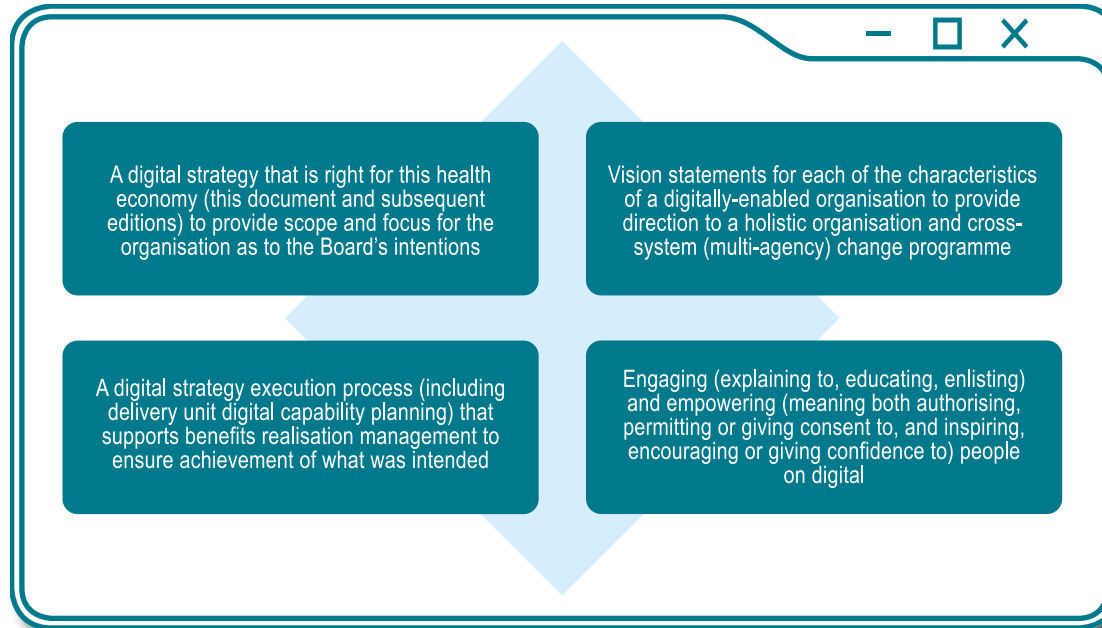 A digital strategy that is right for this health
economy (this document and subsequent
editions) to provide scope and focus for the
organisation as to the Board’s intentions
Vision statements for each of the characteristics
of a digitally-enabled organisation to provide
direction to a holistic organisation and cross-
system (multi-agency) change programme
A digital strategy execution process (including
delivery unit digital capability planning) that
supports benefits realisation management to
ensure achievement of what was intended
Engaging (explaining to, educating, enlisting)
and empowering (meaning both authorising,
permitting or giving consent to, and inspiring,
encouraging or giving confidence to) people
on digital